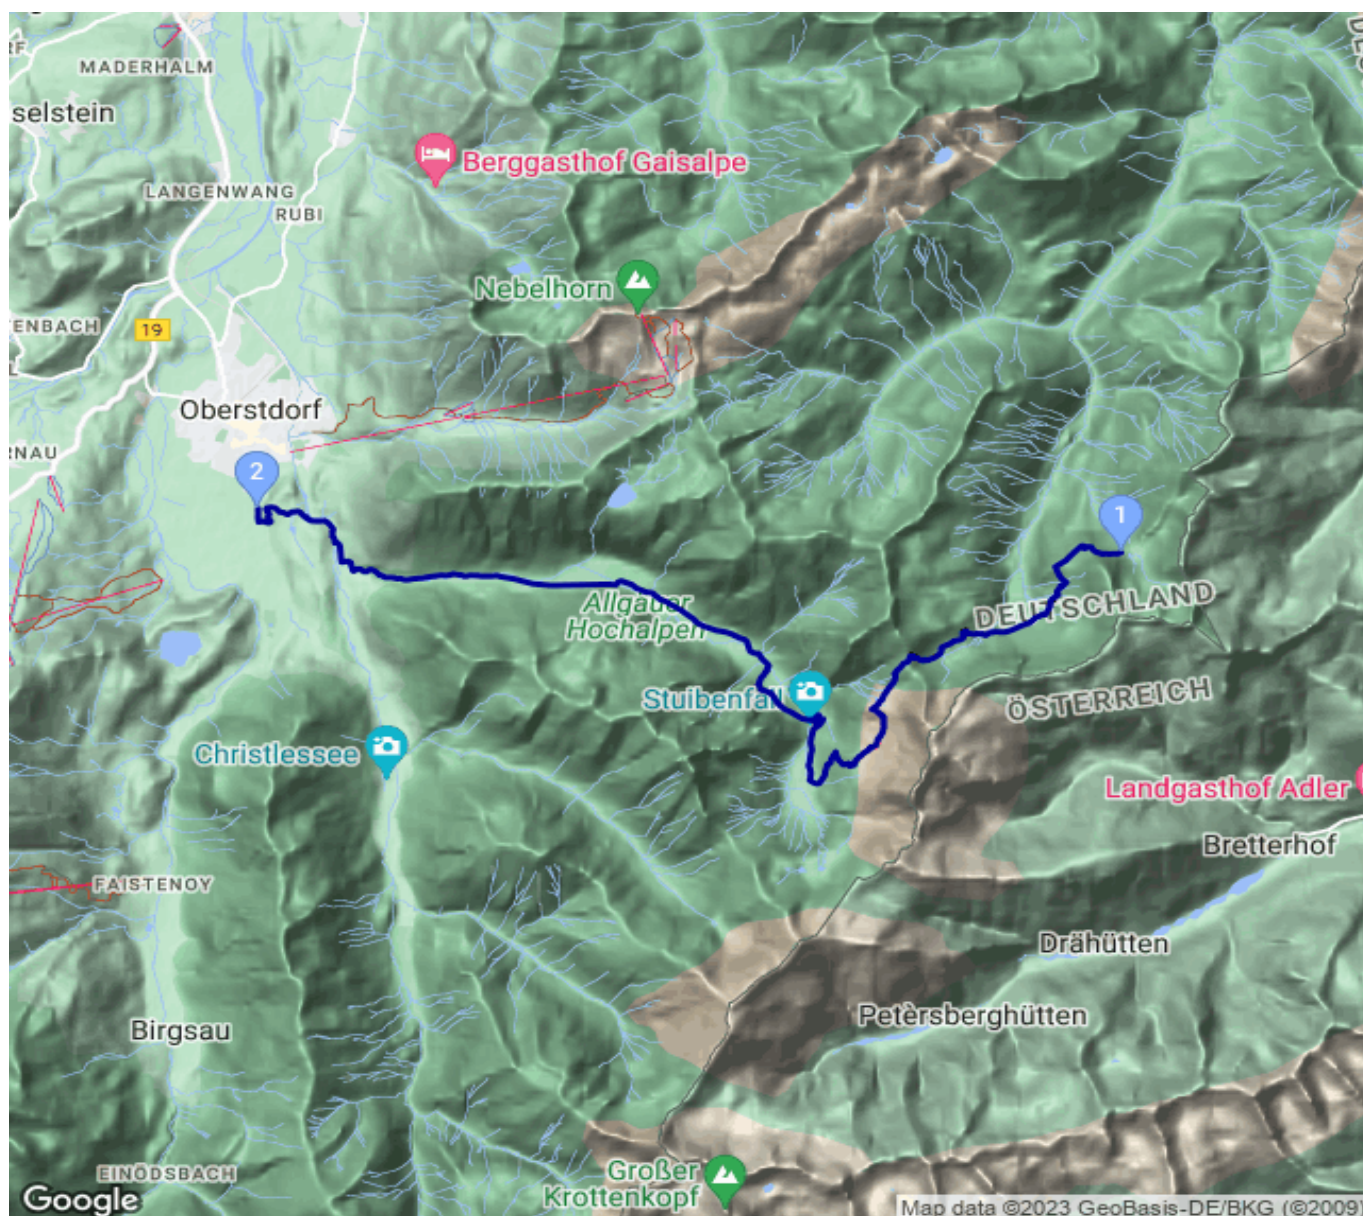 MADERHALM
selstein
LANGENWANG
RUBI
Berggasthof Gaisalpe
Nebelhorn
ENBACH
19
Oberstdorf
RNAU
2
1
Allgäuer
Hochalpen
DEUTSCHLAND
ÖSTERREICH
Stuibenfall
Christlessee
Landgasthof Adler
Bretterhof
FAISTENOY
Drähütten
Petersberghütten
Birgsau
EINÖDSBACH
Großer
Krottenkopf
Google
Map data ©2023 GeoBasis-DE/BKG (©2009)